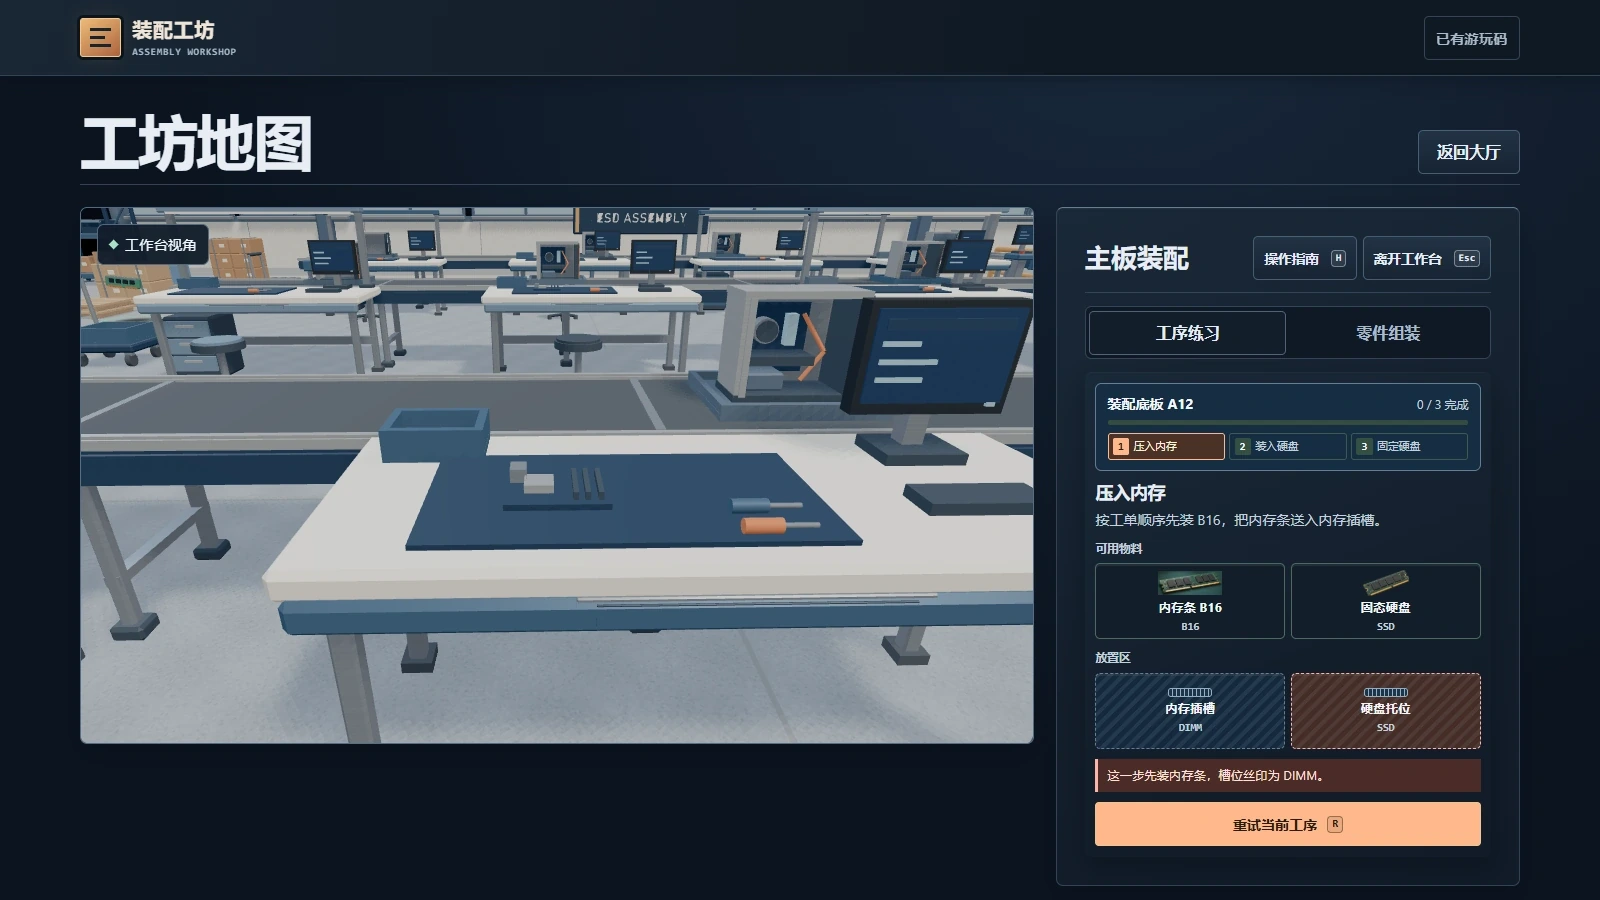 装配工坊
ASSEMBLY WORKSHOP
已有游玩码
工坊地图
返回大厅
工作台视角
ESD ASSEMPLY
主板装配
操作指南 H
离开工作台 Esc
工序练习
零件组装
装配底板 A12
0 / 3 完成
1 压入内存
2 装入硬盘
3 固定硬盘
压入内存
按工单顺序先装 B16，把内存条送入内存插槽。
可用物料
内存条 B16
B16
固态硬盘
SSD
放置区
内存插槽
DIMM
硬盘托位
SSD
这一步先装内存条，槽位丝印为 DIMM。
重试当前工序 R